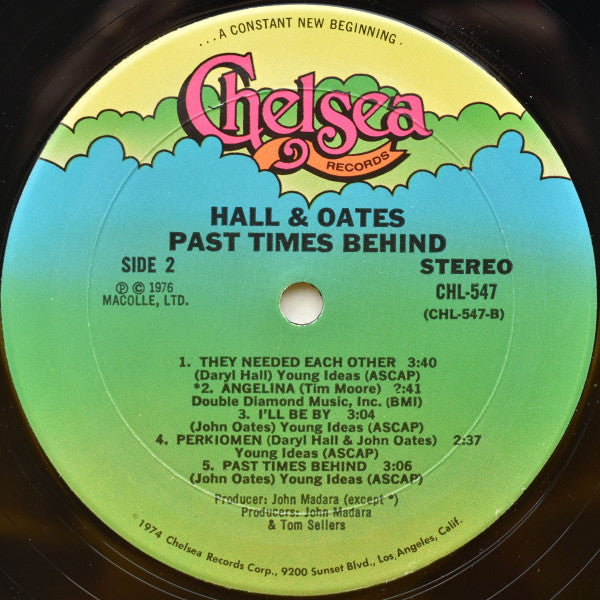 ...A CONSTANT NEW BEGINNING.
Chelsea
RECORDS
HALL & OATES
PAST TIMES BEHIND
SIDE 2
STEREO
℗ © 1976
MACOLLE, LTD.
CHL-547
(CHL-547-B)
1. THEY NEEDED EACH OTHER 3:40
(Daryl Hall) Young Ideas (ASCAP)
*2. ANGELINA (Tim Moore) ?:41
Double Diamond Music, Inc. (BMI)
3. I'LL BE BY 3:04
(John Oates) Young Ideas (ASCAP)
4. PERKIOMEN (Daryl Hall & John Oates) 2:37
Young Ideas (ASCAP)
5. PAST TIMES BEHIND 3:06
(John Oates) Young Ideas (ASCAP)
Producer: John Madara (except *)
Producers: John Madara
& Tom Sellers
©1974 Chelsea Records Corp., 9200 Sunset Blvd., Los Angeles, Calif.